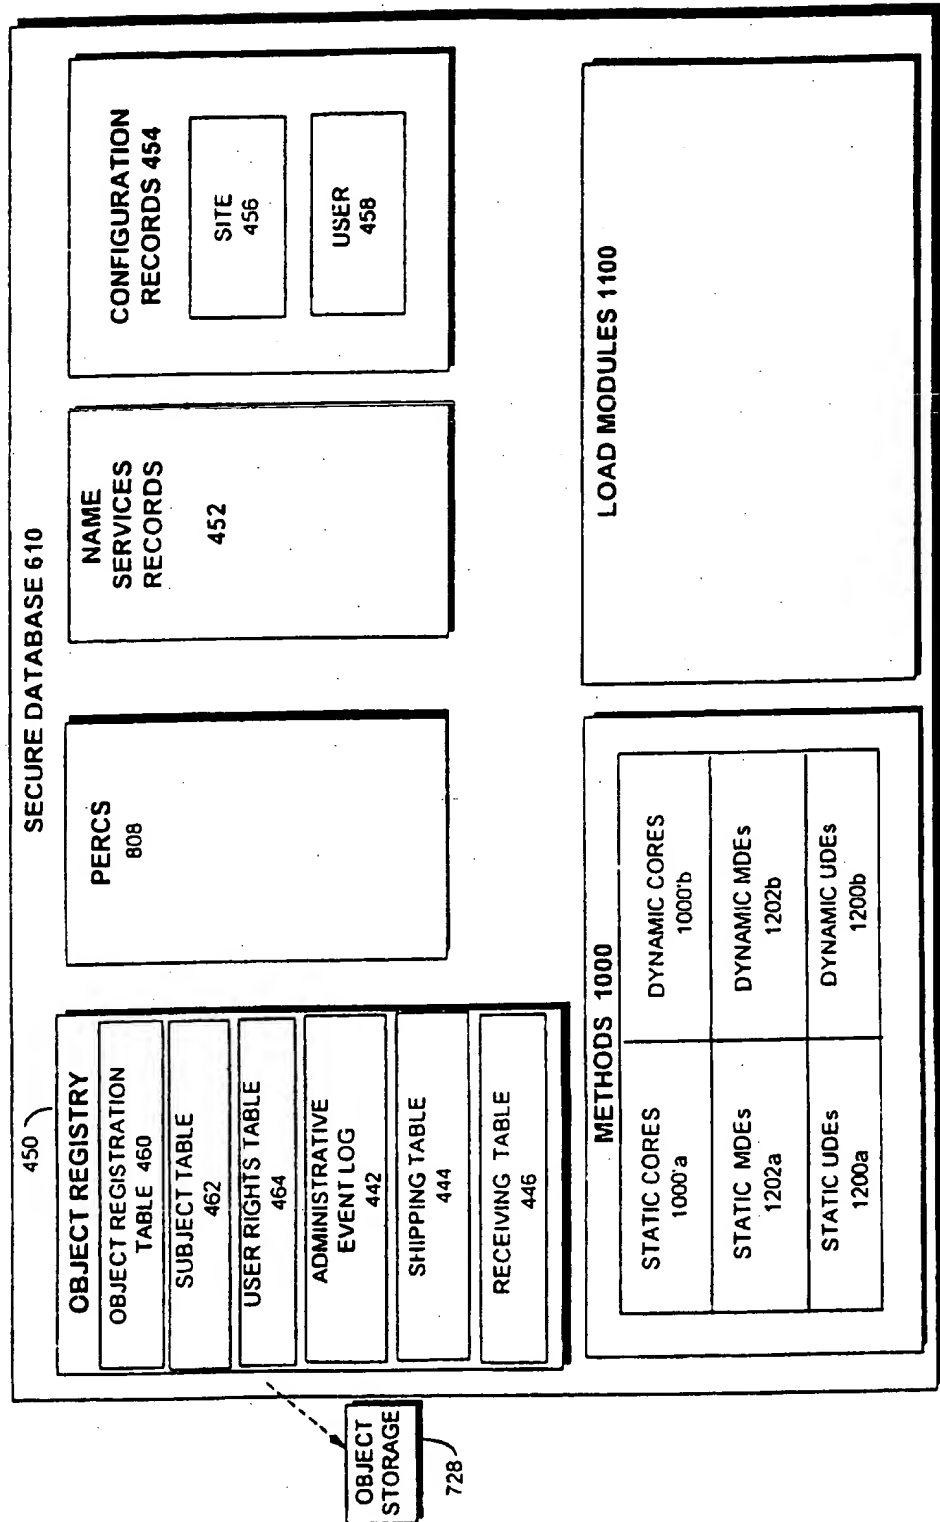 SECURE DATABASE 610
450
OBJECT REGISTRY
OBJECT REGISTRATION
TABLE 460
SUBJECT TABLE
462
USER RIGHTS TABLE
464
ADMINISTRATIVE
EVENT LOG
442
SHIPPING TABLE
444
RECEIVING TABLE
446
PERCS
808
NAME
SERVICES
RECORDS
452
CONFIGURATION
RECORDS 454
SITE
456
USER
458
OBJECT
STORAGE
728
METHODS 1000
STATIC CORES
1000'a
DYNAMIC CORES
1000'b
STATIC MDEs
1202a
DYNAMIC MDEs
1202b
STATIC UDEs
1200a
DYNAMIC UDEs
1200b
LOAD MODULES 1100